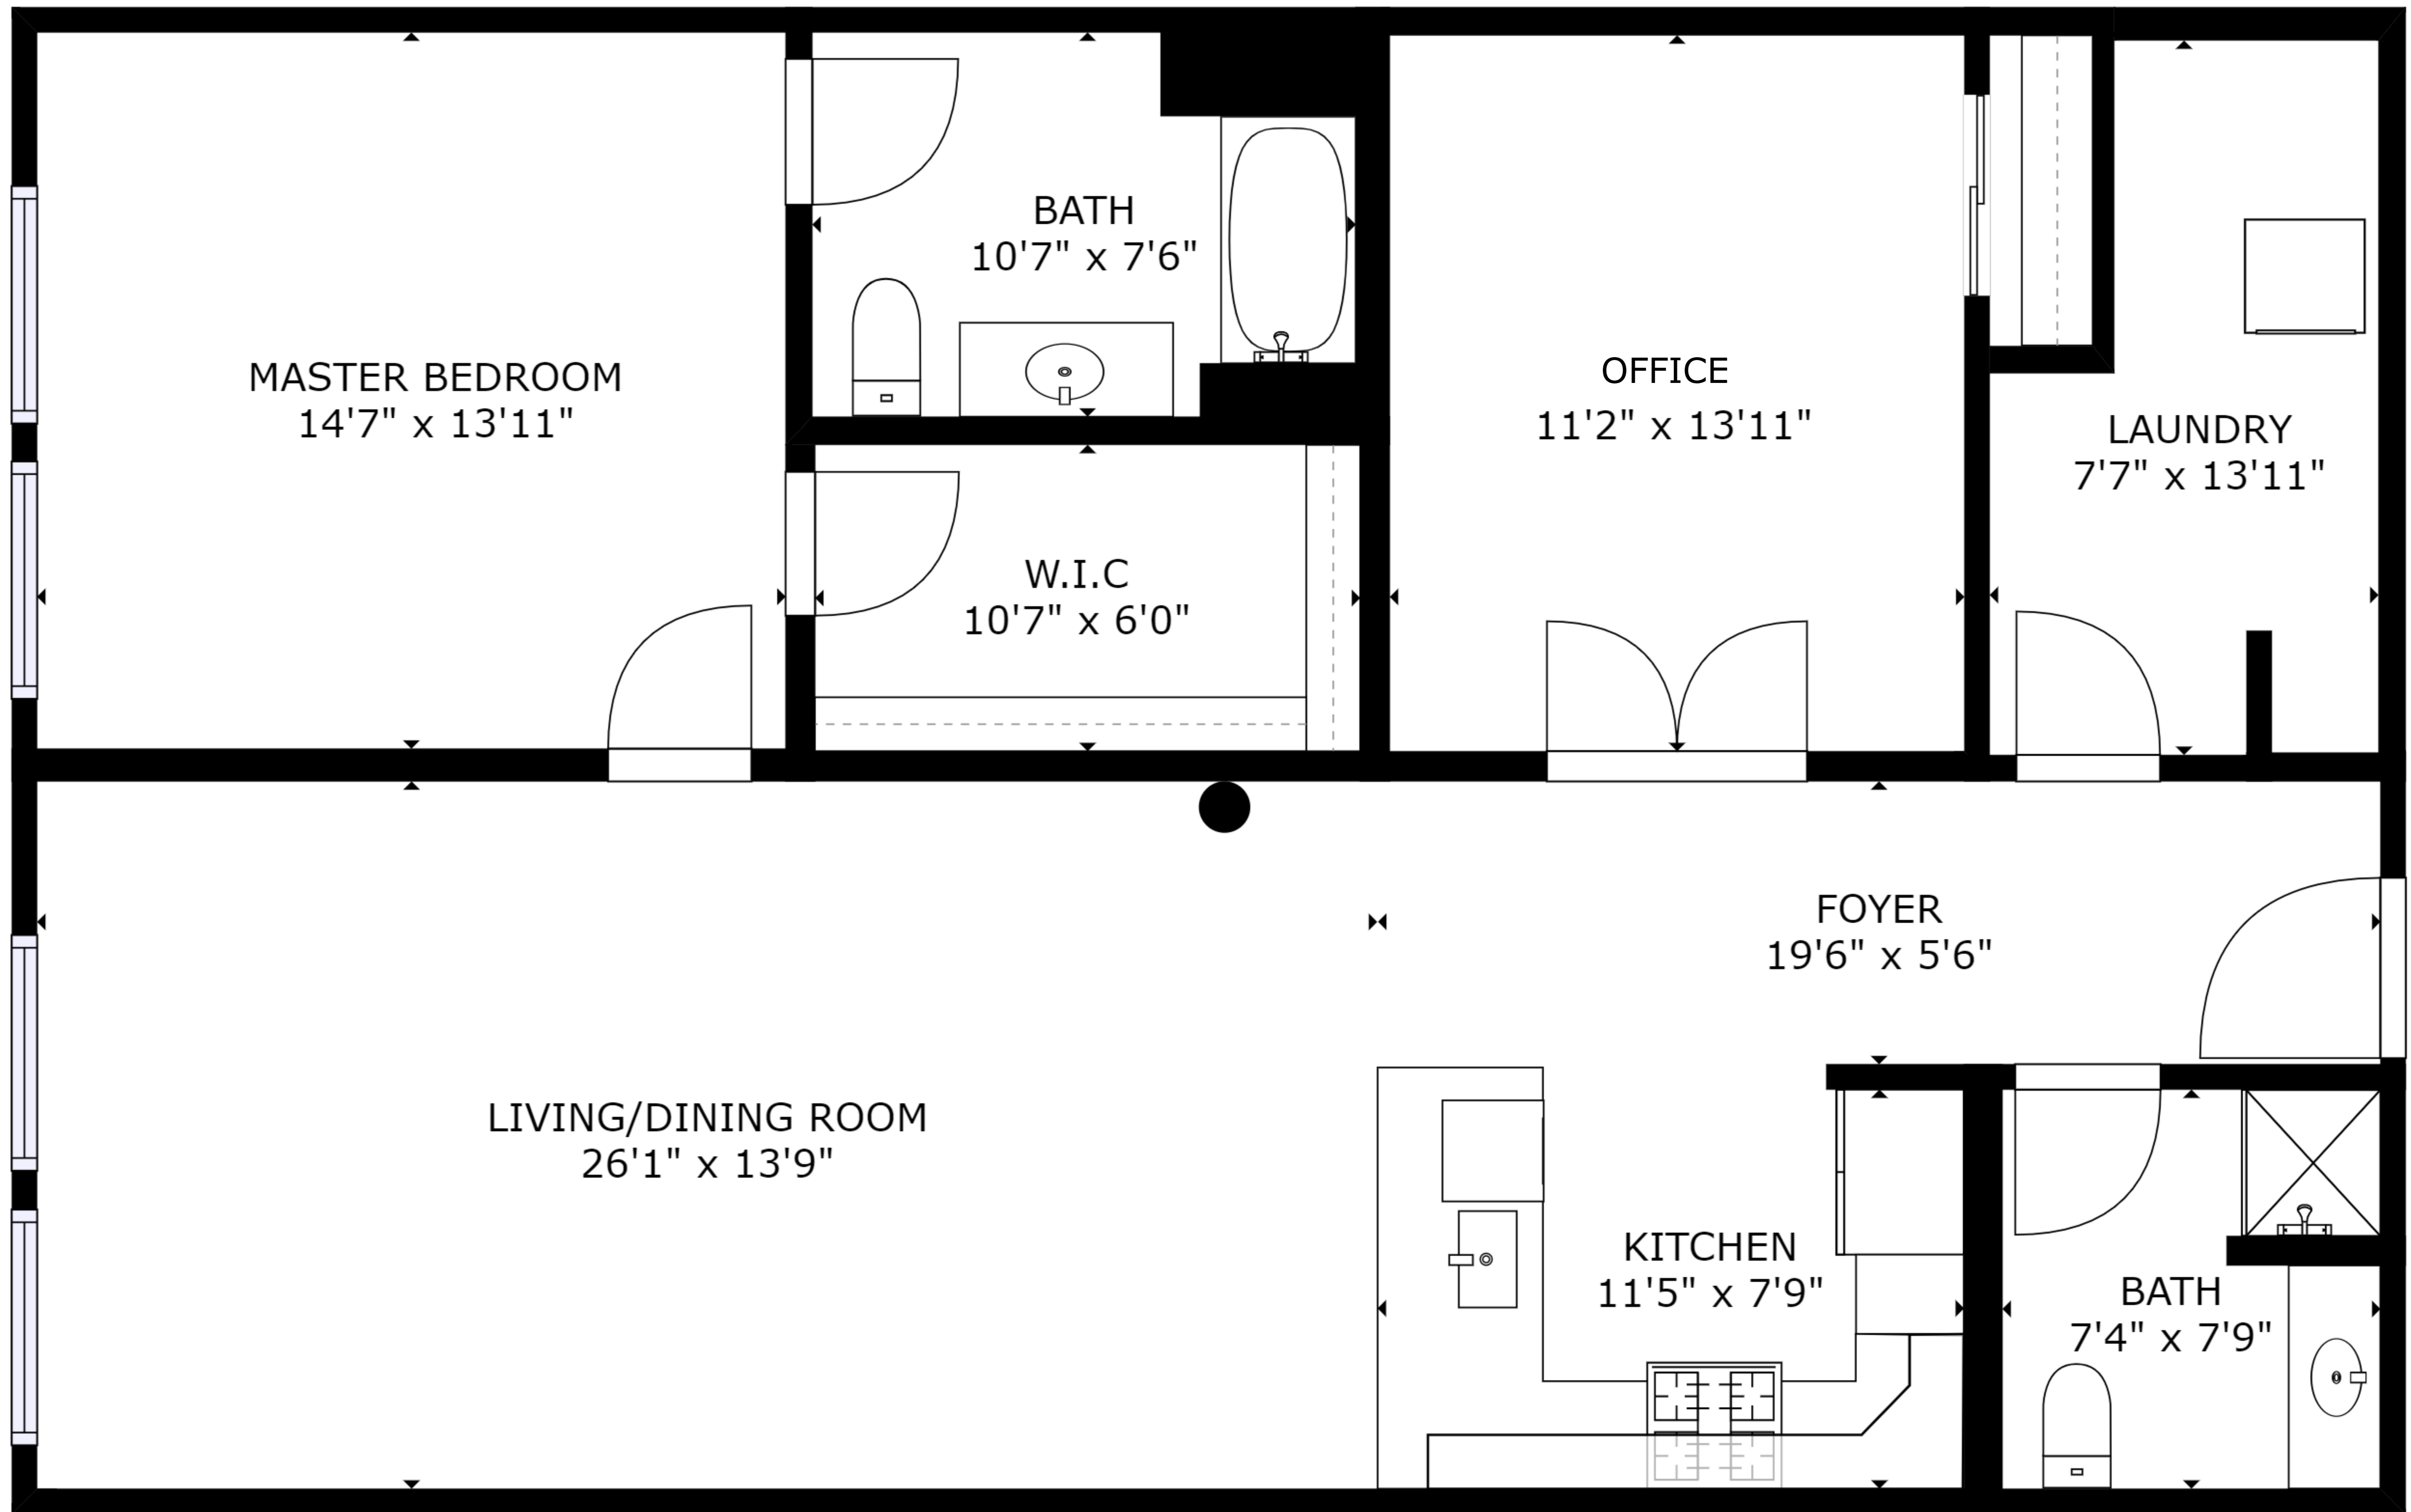 MASTER BEDROOM
14'7" x 13'11"
BATH
10'7" x 7'6"
W.I.C
10'7" x 6'0"
OFFICE
11'2" x 13'11"
LAUNDRY
7'7" x 13'11"
FOYER
19'6" x 5'6"
LIVING/DINING ROOM
26'1" x 13'9"
KITCHEN
11'5" x 7'9"
BATH
7'4" x 7'9"